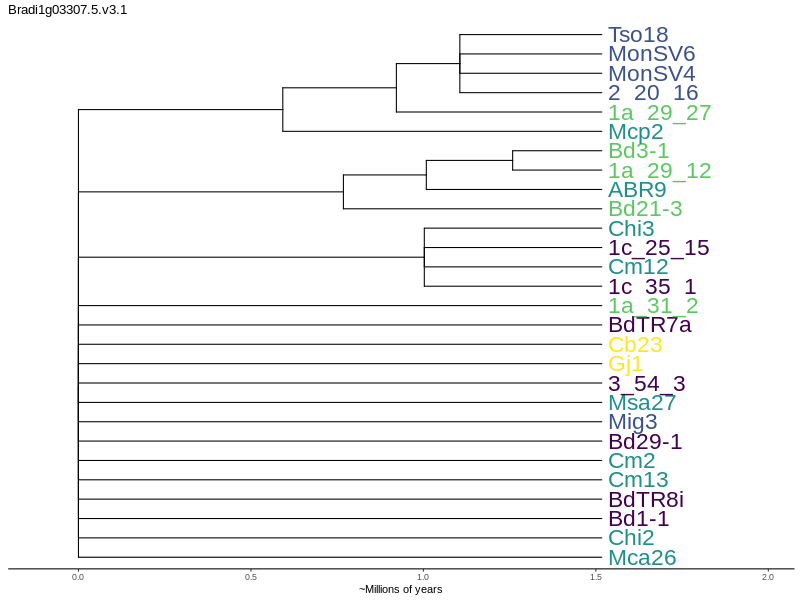 Bradi1g03307.5.v3.1
Tso18
MonSV6
MonSV4
2_20_16
1a_29_27
Mcp2
Bd3-1
1a_29_12
ABR9
Bd21-3
Chi3
1c_25_15
Cm12
1c_35_1
1a_31_2
BdTR7a
Cb23
Gj1
3_54_3
Msa27
Mig3
Bd29-1
Cm2
Cm13
BdTR8i
Bd1-1
Chi2
Mca26
0.0 0.5 1.0 1.5 2.0
~Millions of years